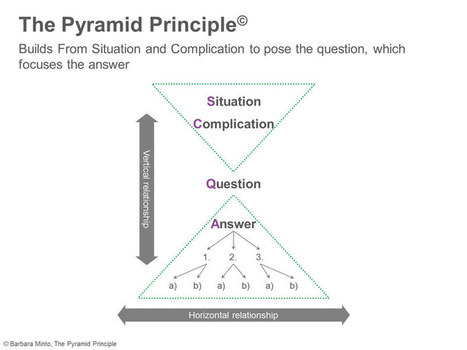 The Pyramid Principle©
Builds From Situation and Complication to pose the question, which
focuses the answer
Situation
Complication
Vertical relationship
Question
Answer
1. 2. 3.
a) b) a) b) a) b)
Horizontal relationship
© Barbara Minto, The Pyramid Principle